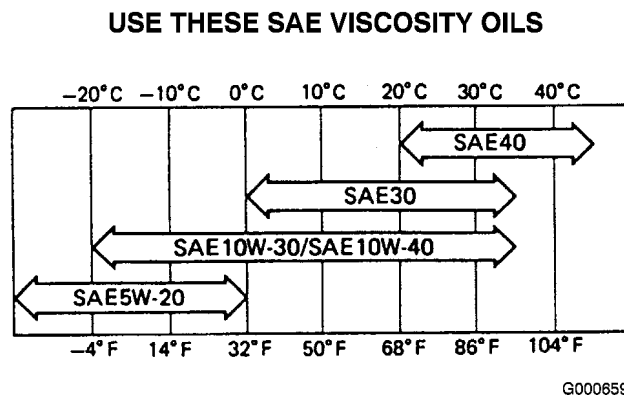 USE THESE SAE VISCOSITY OILS
−20°C −10°C 0°C 10°C 20°C 30°C 40°C
SAE40
SAE30
SAE10W-30/SAE10W-40
SAE5W-20
−4°F 14°F 32°F 50°F 68°F 86°F 104°F
G000659